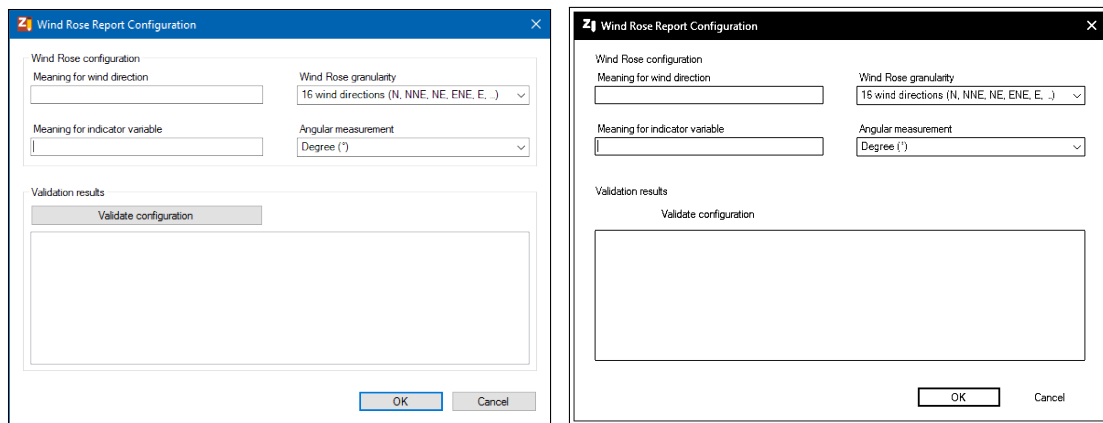 Wind Rose Report Configuration
Wind Rose configuration
Meaning for wind direction
Wind Rose granularity
16 wind directions (N, NNE, NE, ENE, E, ..)
Meaning for indicator variable
Angular measurement
Degree (°)
Validation results
Validate configuration
OK
Cancel
Wind Rose Report Configuration
Wind Rose configuration
Meaning for wind direction
Wind Rose granularity
16 wind directions (N, NNE, NE, ENE, E, ..)
Meaning for indicator variable
Angular measurement
Degree (°)
Validation results
Validate configuration
OK
Cancel